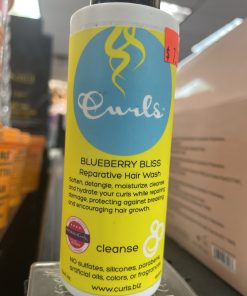 Curls
BLUEBERRY BLISS
Reparative Hair Wash
Soften, detangle, moisturize, cleanse
and hydrate your curls while repairing
damage, protecting against breaking
and encouraging hair growth.
cleanse
NO sulfates, silicones, parabens,
artificial oils, colors, or fragrance
www.curls.biz